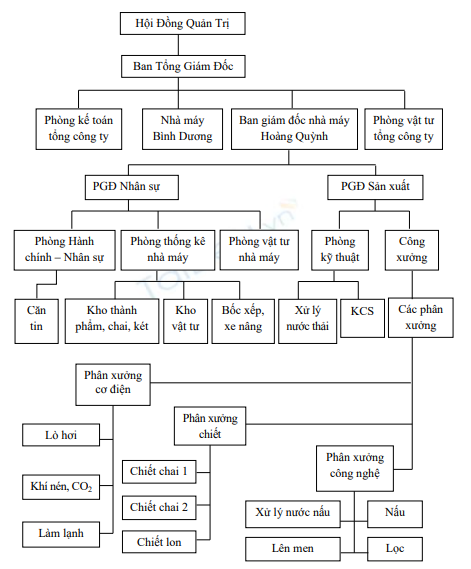 Hội Đồng Quản Trị
Ban Tổng Giám Đốc
Phòng kế toán
tổng công ty
Nhà máy
Bình Dương
Ban giám đốc nhà máy
Hoàng Quỳnh
Phòng vật tư
tổng công ty
PGĐ Nhân sự
PGĐ Sản xuất
Phòng Hành
chính – Nhân sự
Phòng thống kê
nhà máy
Phòng vật tư
nhà máy
Phòng
kỹ thuật
Công
xưởng
Căn
tin
Kho thành
phẩm, chai, két
Kho
vật tư
Bốc xếp,
xe nâng
Xử lý
nước thải
KCS
Các phân
xưởng
Phân xưởng
cơ điện
Lò hơi
Khí nén, CO2
Làm lạnh
Phân xưởng
chiết
Chiết chai 1
Chiết chai 2
Chiết lon
Phân xưởng
công nghệ
Xử lý nước nấu
Nấu
Lên men
Lọc